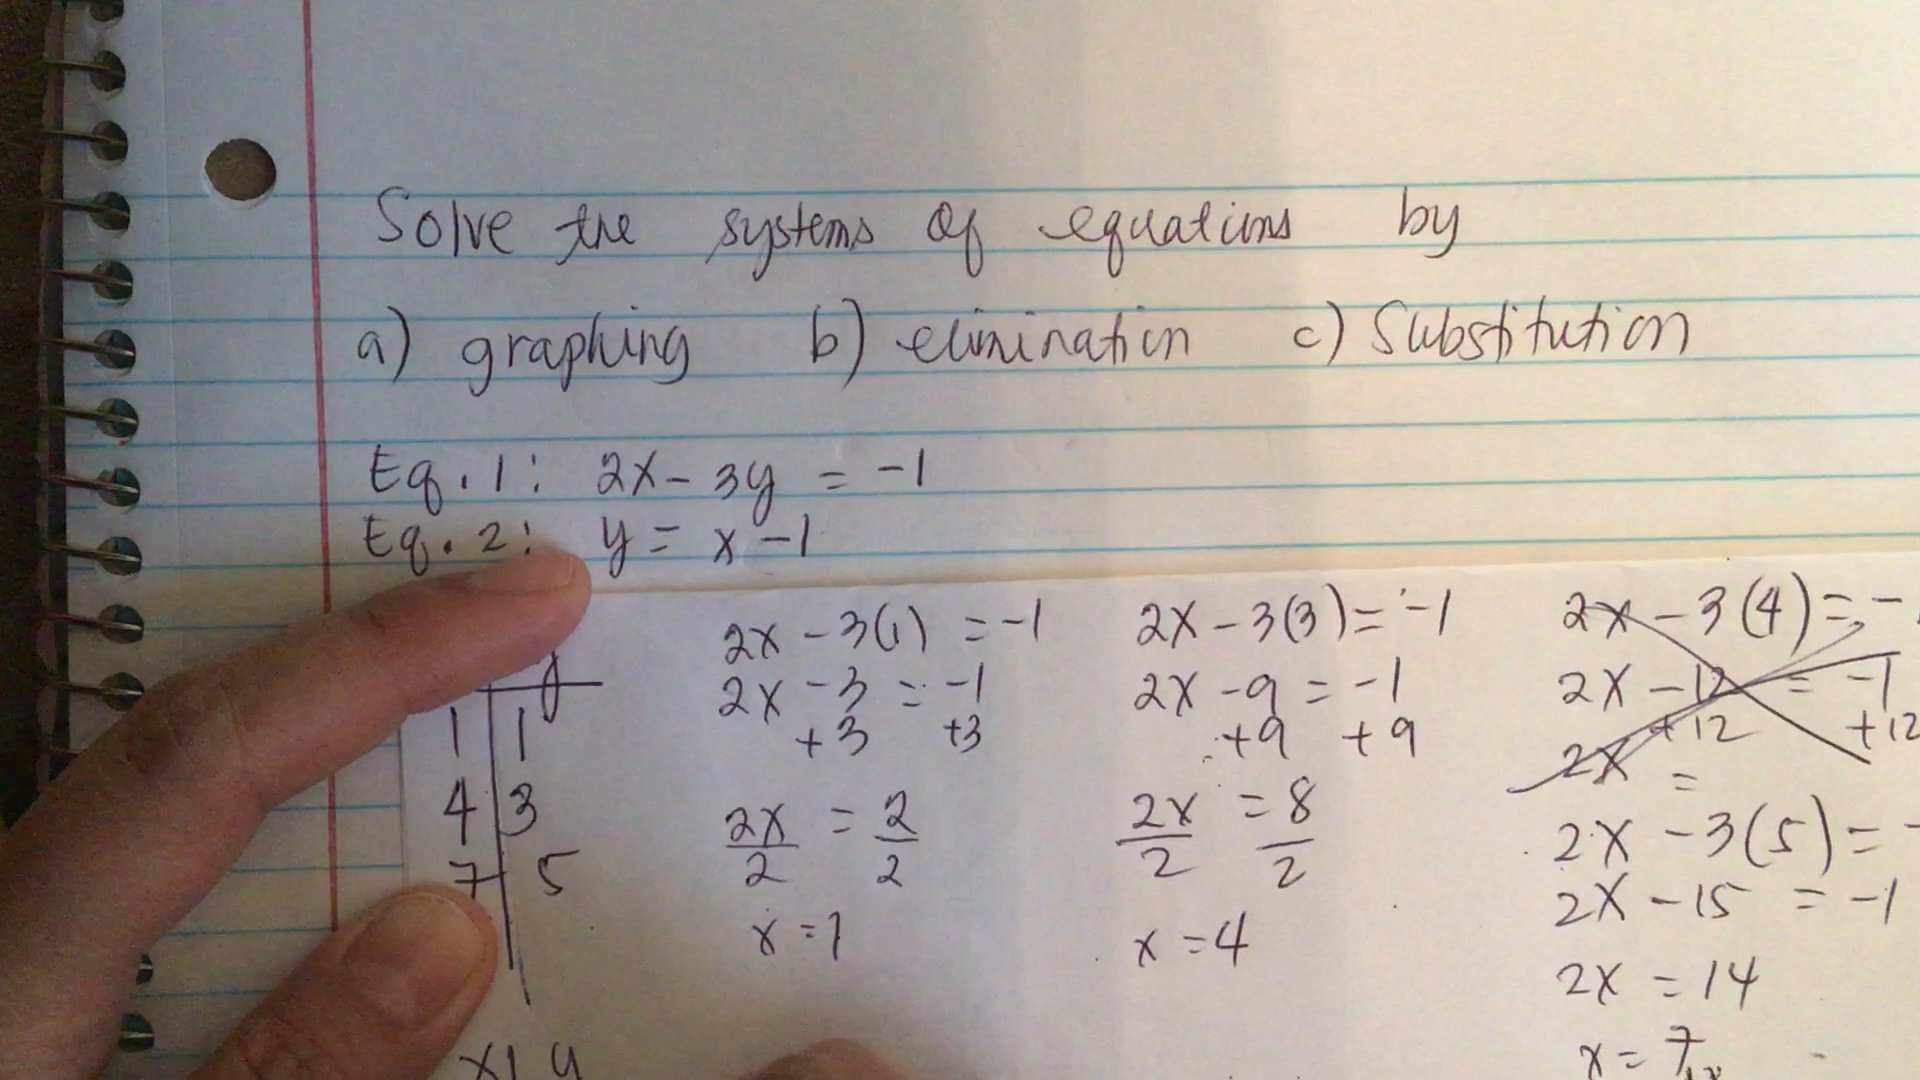 Solve the systems of equations by
a) graphing b) elimination c) Substitution
Eq. 1: 2x - 3y = -1
Eq. 2: y = x - 1
y
1 | 1
4 | 3
7 | 5
x | y
2x - 3(1) = -1
2x - 3 = -1
+3 +3
2x/2 = 2/2
x = 1
2x - 3(3) = -1
2x - 9 = -1
+9 +9
2x/2 = 8/2
x = 4
2x - 3(4) = -
2x - 12 = -1
+12 +12
2x =
2x - 3(5) = -
2x - 15 = -1
2x = 14
x = 7